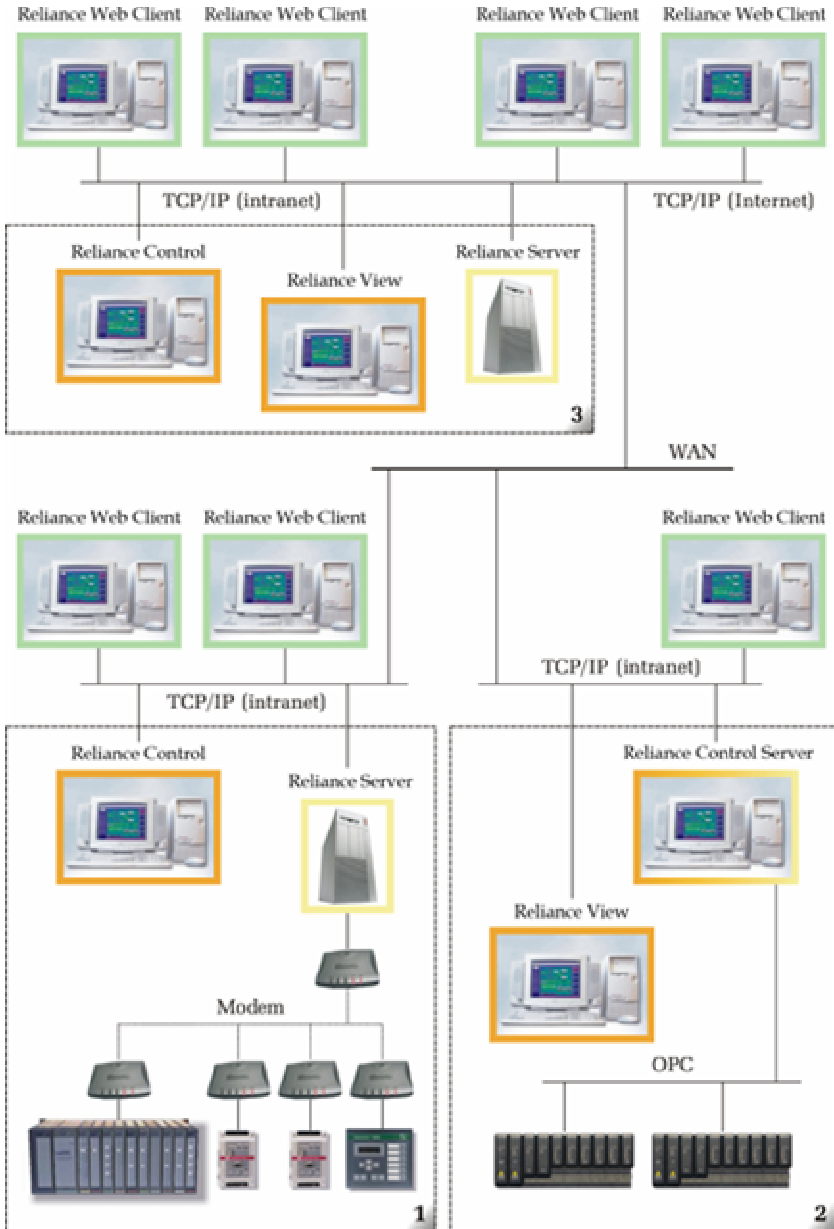 Reliance Web Client
Reliance Web Client
Reliance Web Client
Reliance Web Client
TCP/IP (intranet)
TCP/IP (Internet)
Reliance Control
Reliance View
Reliance Server
3
WAN
Reliance Web Client
Reliance Web Client
Reliance Web Client
TCP/IP (intranet)
TCP/IP (intranet)
Reliance Control
Reliance Server
Reliance Control Server
Reliance View
Modem
OPC
1
2